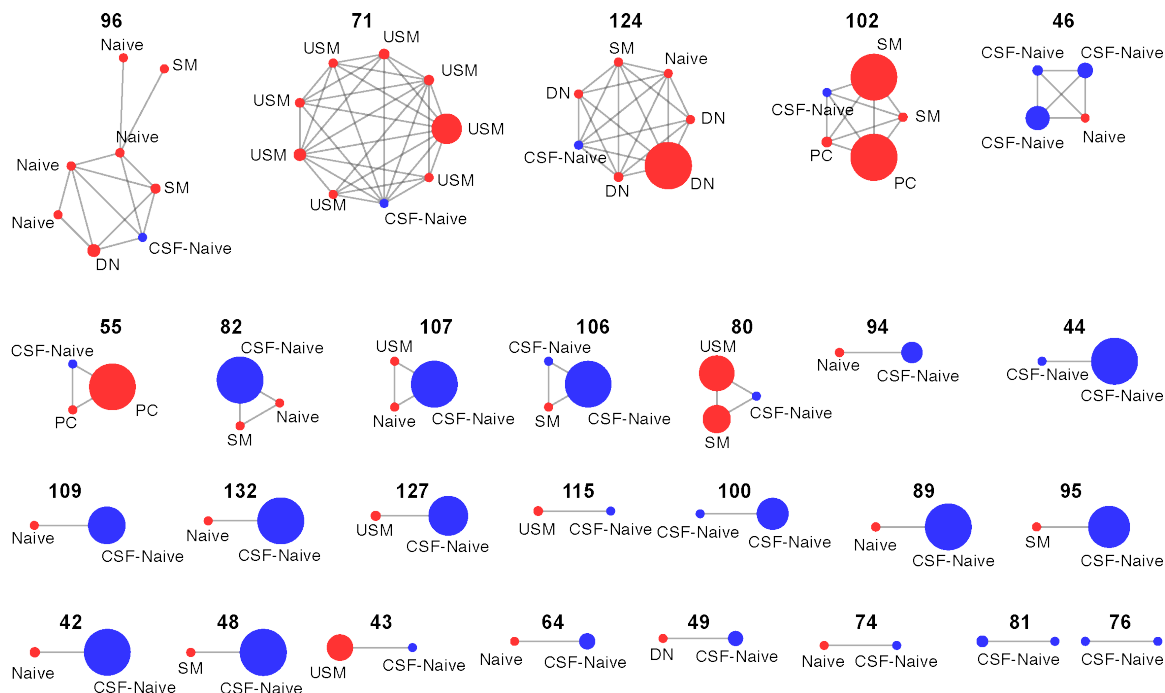 96
71
124
102
46
Naive
SM
Naive
Naive
SM
Naive
CSF-Naive
DN
USM
USM
USM
USM
USM
USM
USM
USM
CSF-Naive
SM
Naive
DN
DN
CSF-Naive
DN
DN
SM
CSF-Naive
SM
PC
PC
CSF-Naive
CSF-Naive
CSF-Naive
Naive
55
82
107
106
80
94
44
CSF-Naive
PC
PC
CSF-Naive
Naive
SM
USM
Naive
CSF-Naive
CSF-Naive
SM
CSF-Naive
USM
CSF-Naive
SM
Naive
CSF-Naive
CSF-Naive
CSF-Naive
109
132
127
115
100
89
95
Naive
CSF-Naive
Naive
CSF-Naive
USM
CSF-Naive
USM
CSF-Naive
CSF-Naive
CSF-Naive
Naive
CSF-Naive
SM
CSF-Naive
42
48
43
64
49
74
81
76
Naive
CSF-Naive
SM
CSF-Naive
USM
CSF-Naive
Naive
CSF-Naive
DN
CSF-Naive
Naive
CSF-Naive
CSF-Naive
CSF-Naive